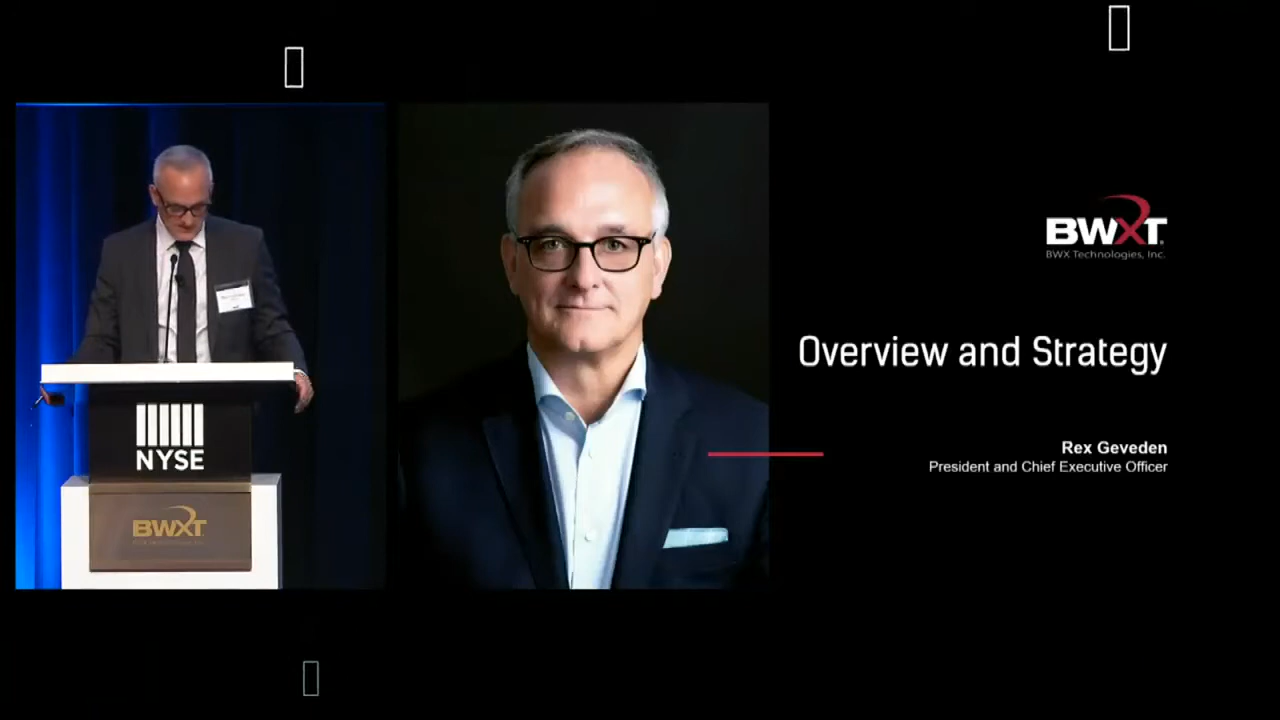 NYSE
BWXT
BWXT
BWX Technologies, Inc.
Overview and Strategy
Rex Geveden
President and Chief Executive Officer